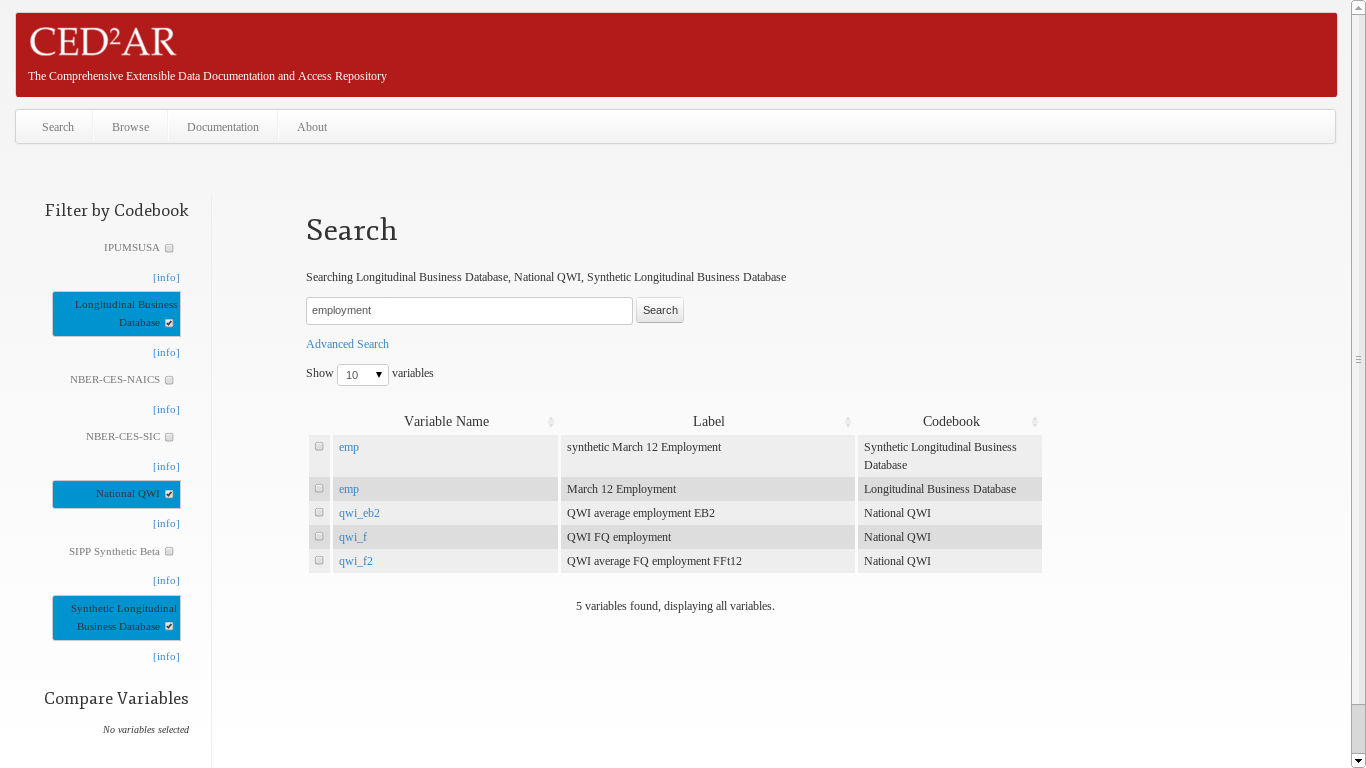 CED²AR
The Comprehensive Extensible Data Documentation and Access Repository
Search Browse Documentation About
Filter by Codebook
IPUMSUSA
[info]
Longitudinal Business
Database
[info]
NBER-CES-NAICS
[info]
NBER-CES-SIC
[info]
National QWI
[info]
SIPP Synthetic Beta
[info]
Synthetic Longitudinal
Business Database
[info]
Compare Variables
No variables selected
Search
Searching Longitudinal Business Database, National QWI, Synthetic Longitudinal Business Database
employment Search
Advanced Search
Show 10 variables
Variable Name Label Codebook
emp synthetic March 12 Employment Synthetic Longitudinal Business
Database
emp March 12 Employment Longitudinal Business Database
qwi_eb2 QWI average employment EB2 National QWI
qwi_f QWI FQ employment National QWI
qwi_f2 QWI average FQ employment FFt12 National QWI
5 variables found, displaying all variables.